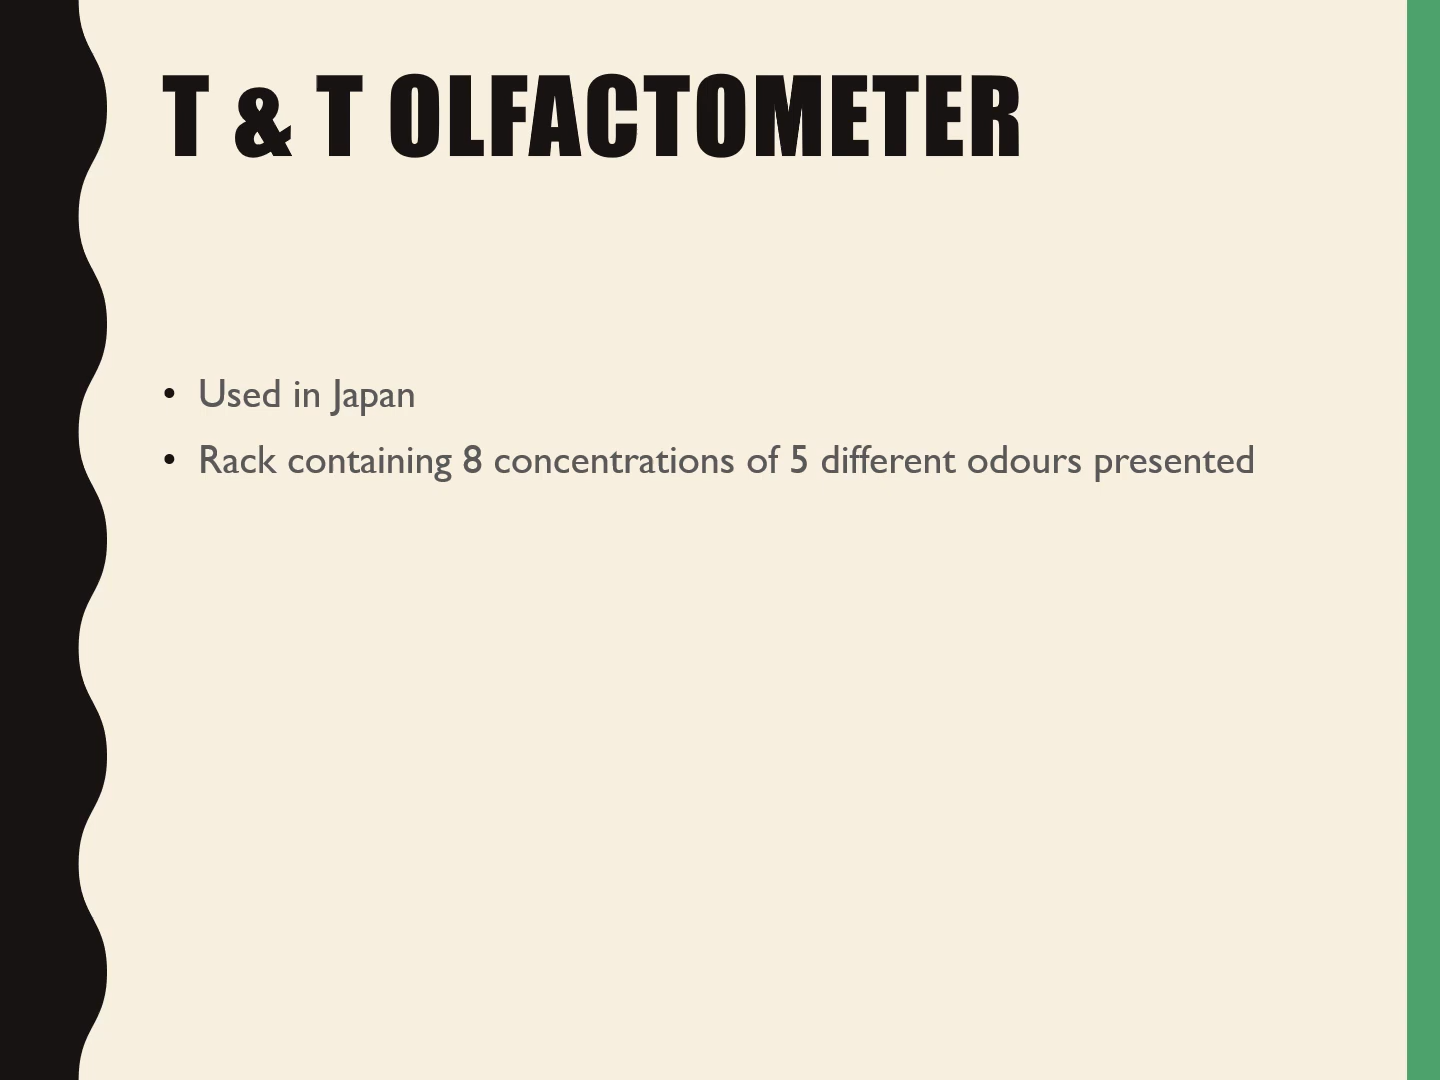 T & T OLFACTOMETER
• Used in Japan
• Rack containing 8 concentrations of 5 different odours presented